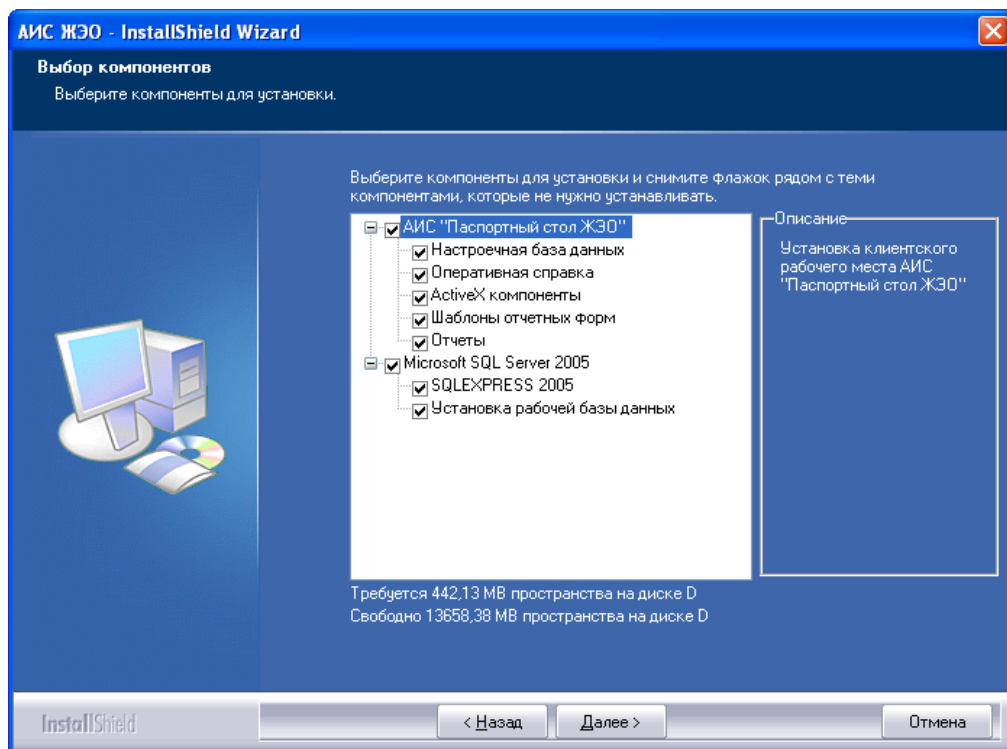 АИС ЖЭО - InstallShield Wizard
Выбор компонентов
Выберите компоненты для установки.
Выберите компоненты для установки и снимите флажок рядом с теми
компонентами, которые не нужно устанавливать.
АИС "Паспортный стол ЖЭО"
Настроечная база данных
Оперативная справка
ActiveX компоненты
Шаблоны отчетных форм
Отчеты
Microsoft SQL Server 2005
SQLEXPRESS 2005
Установка рабочей базы данных
Описание
Установка клиентского
рабочего места АИС
"Паспортный стол ЖЭО"
Требуется 442,13 MB пространства на диске D
Свободно 13658,38 MB пространства на диске D
InstallShield
< Назад
Далее >
Отмена